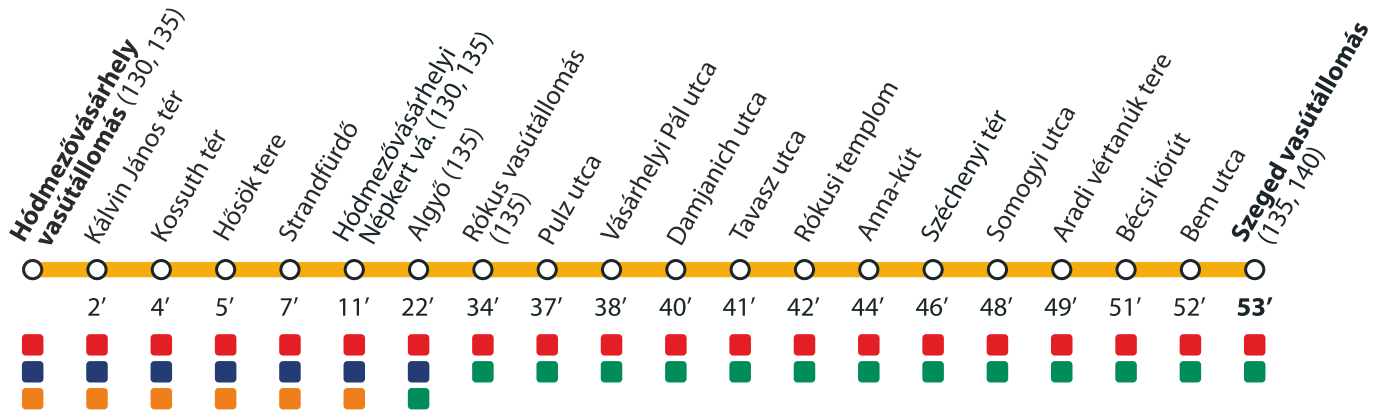 Hódmezővásárhely
vasútállomás (130, 135)
Kálvin János tér
Kossuth tér
Hősök tere
Strandfürdő
Hódmezővásárhelyi
Népkert vá. (130, 135)
Algyő (135)
Rókus vasútállomás
(135)
Pulz utca
Vásárhelyi Pál utca
Damjanich utca
Tavasz utca
Rókusi templom
Anna-kút
Széchenyi tér
Somogyi utca
Aradi vértanúk tere
Bécsi körút
Bem utca
Szeged vasútállomás
(135, 140)
2′ 4′ 5′ 7′ 11′ 22′ 34′ 37′ 38′ 40′ 41′ 42′ 44′ 46′ 48′ 49′ 51′ 52′ 53′